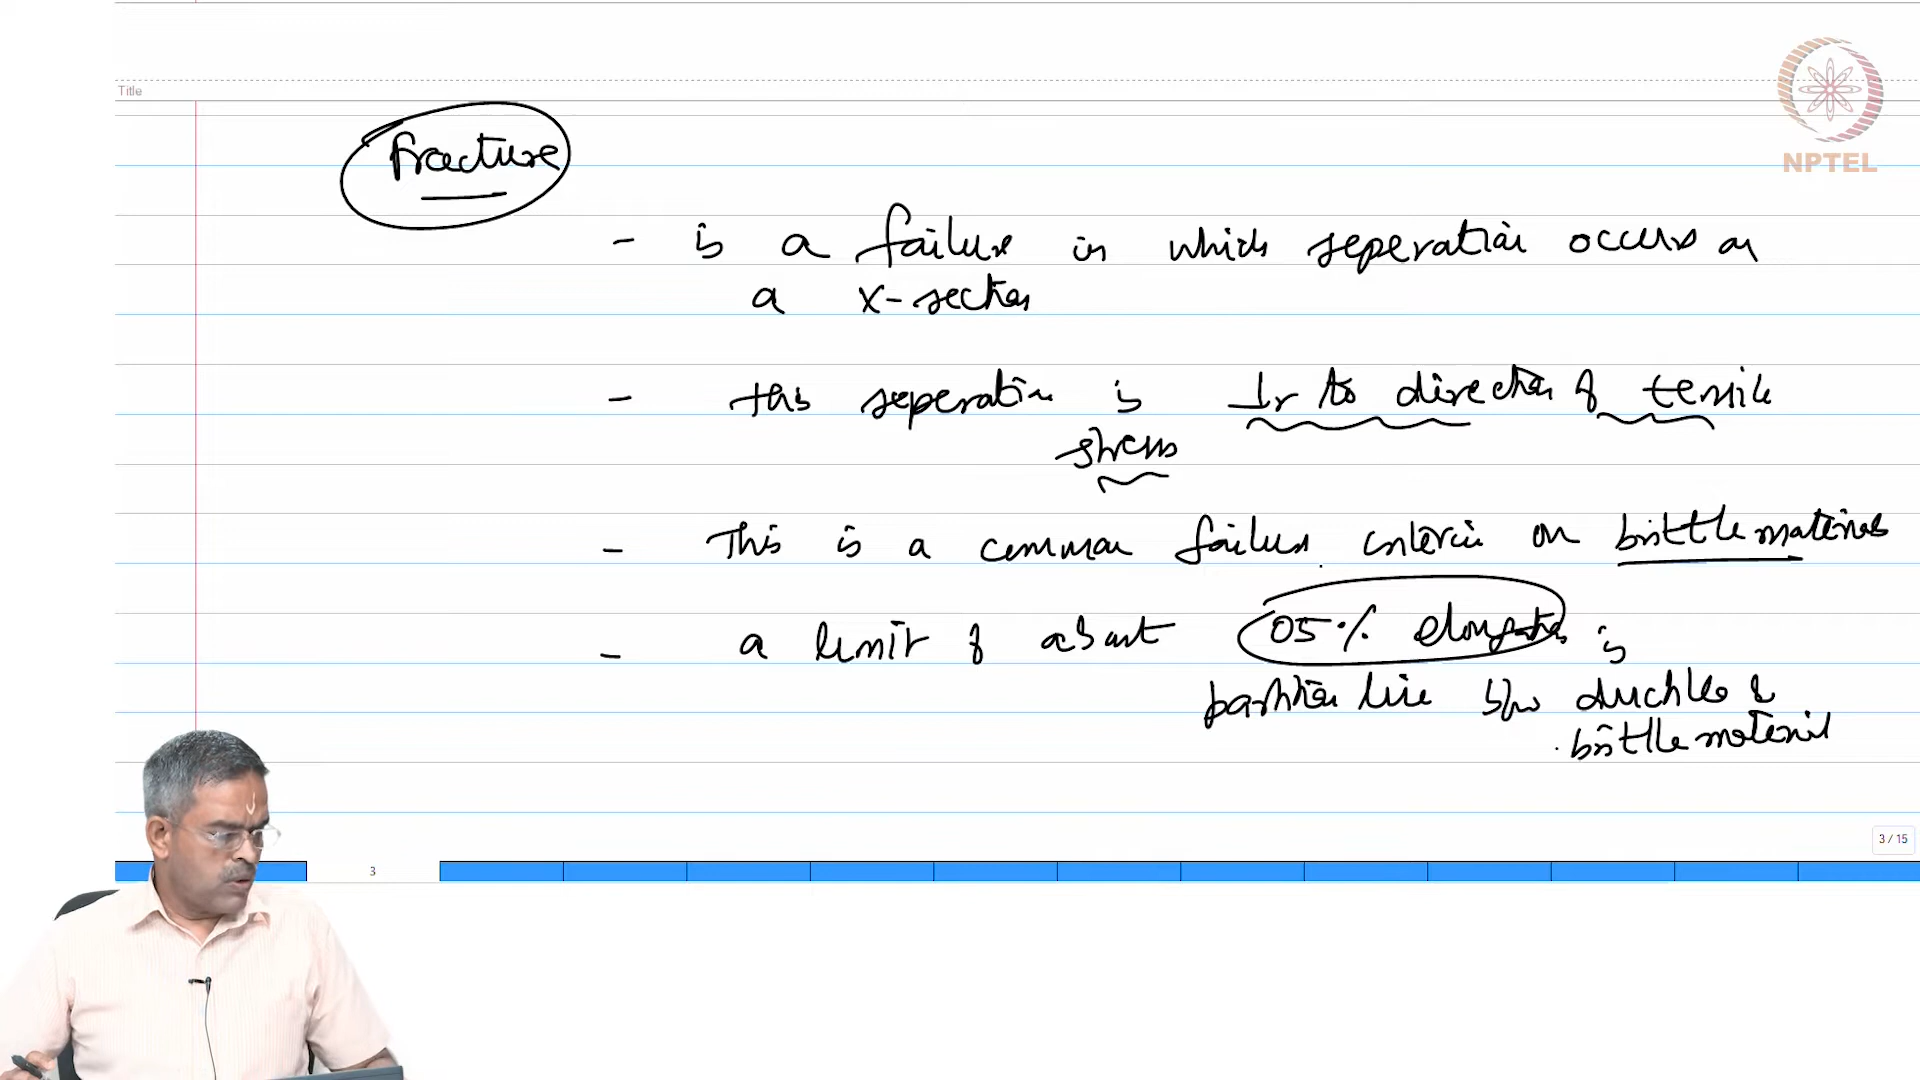 Title
NPTEL
Fracture
- is a failure in which seperation occurs on
a x-section
- this seperation is ⊥r to direction of tensile
stress
- This is a common failure criteria on brittle materials
- a limit of about 05% elongation is
partition line b/w ductile &
brittle material
3 / 15
3